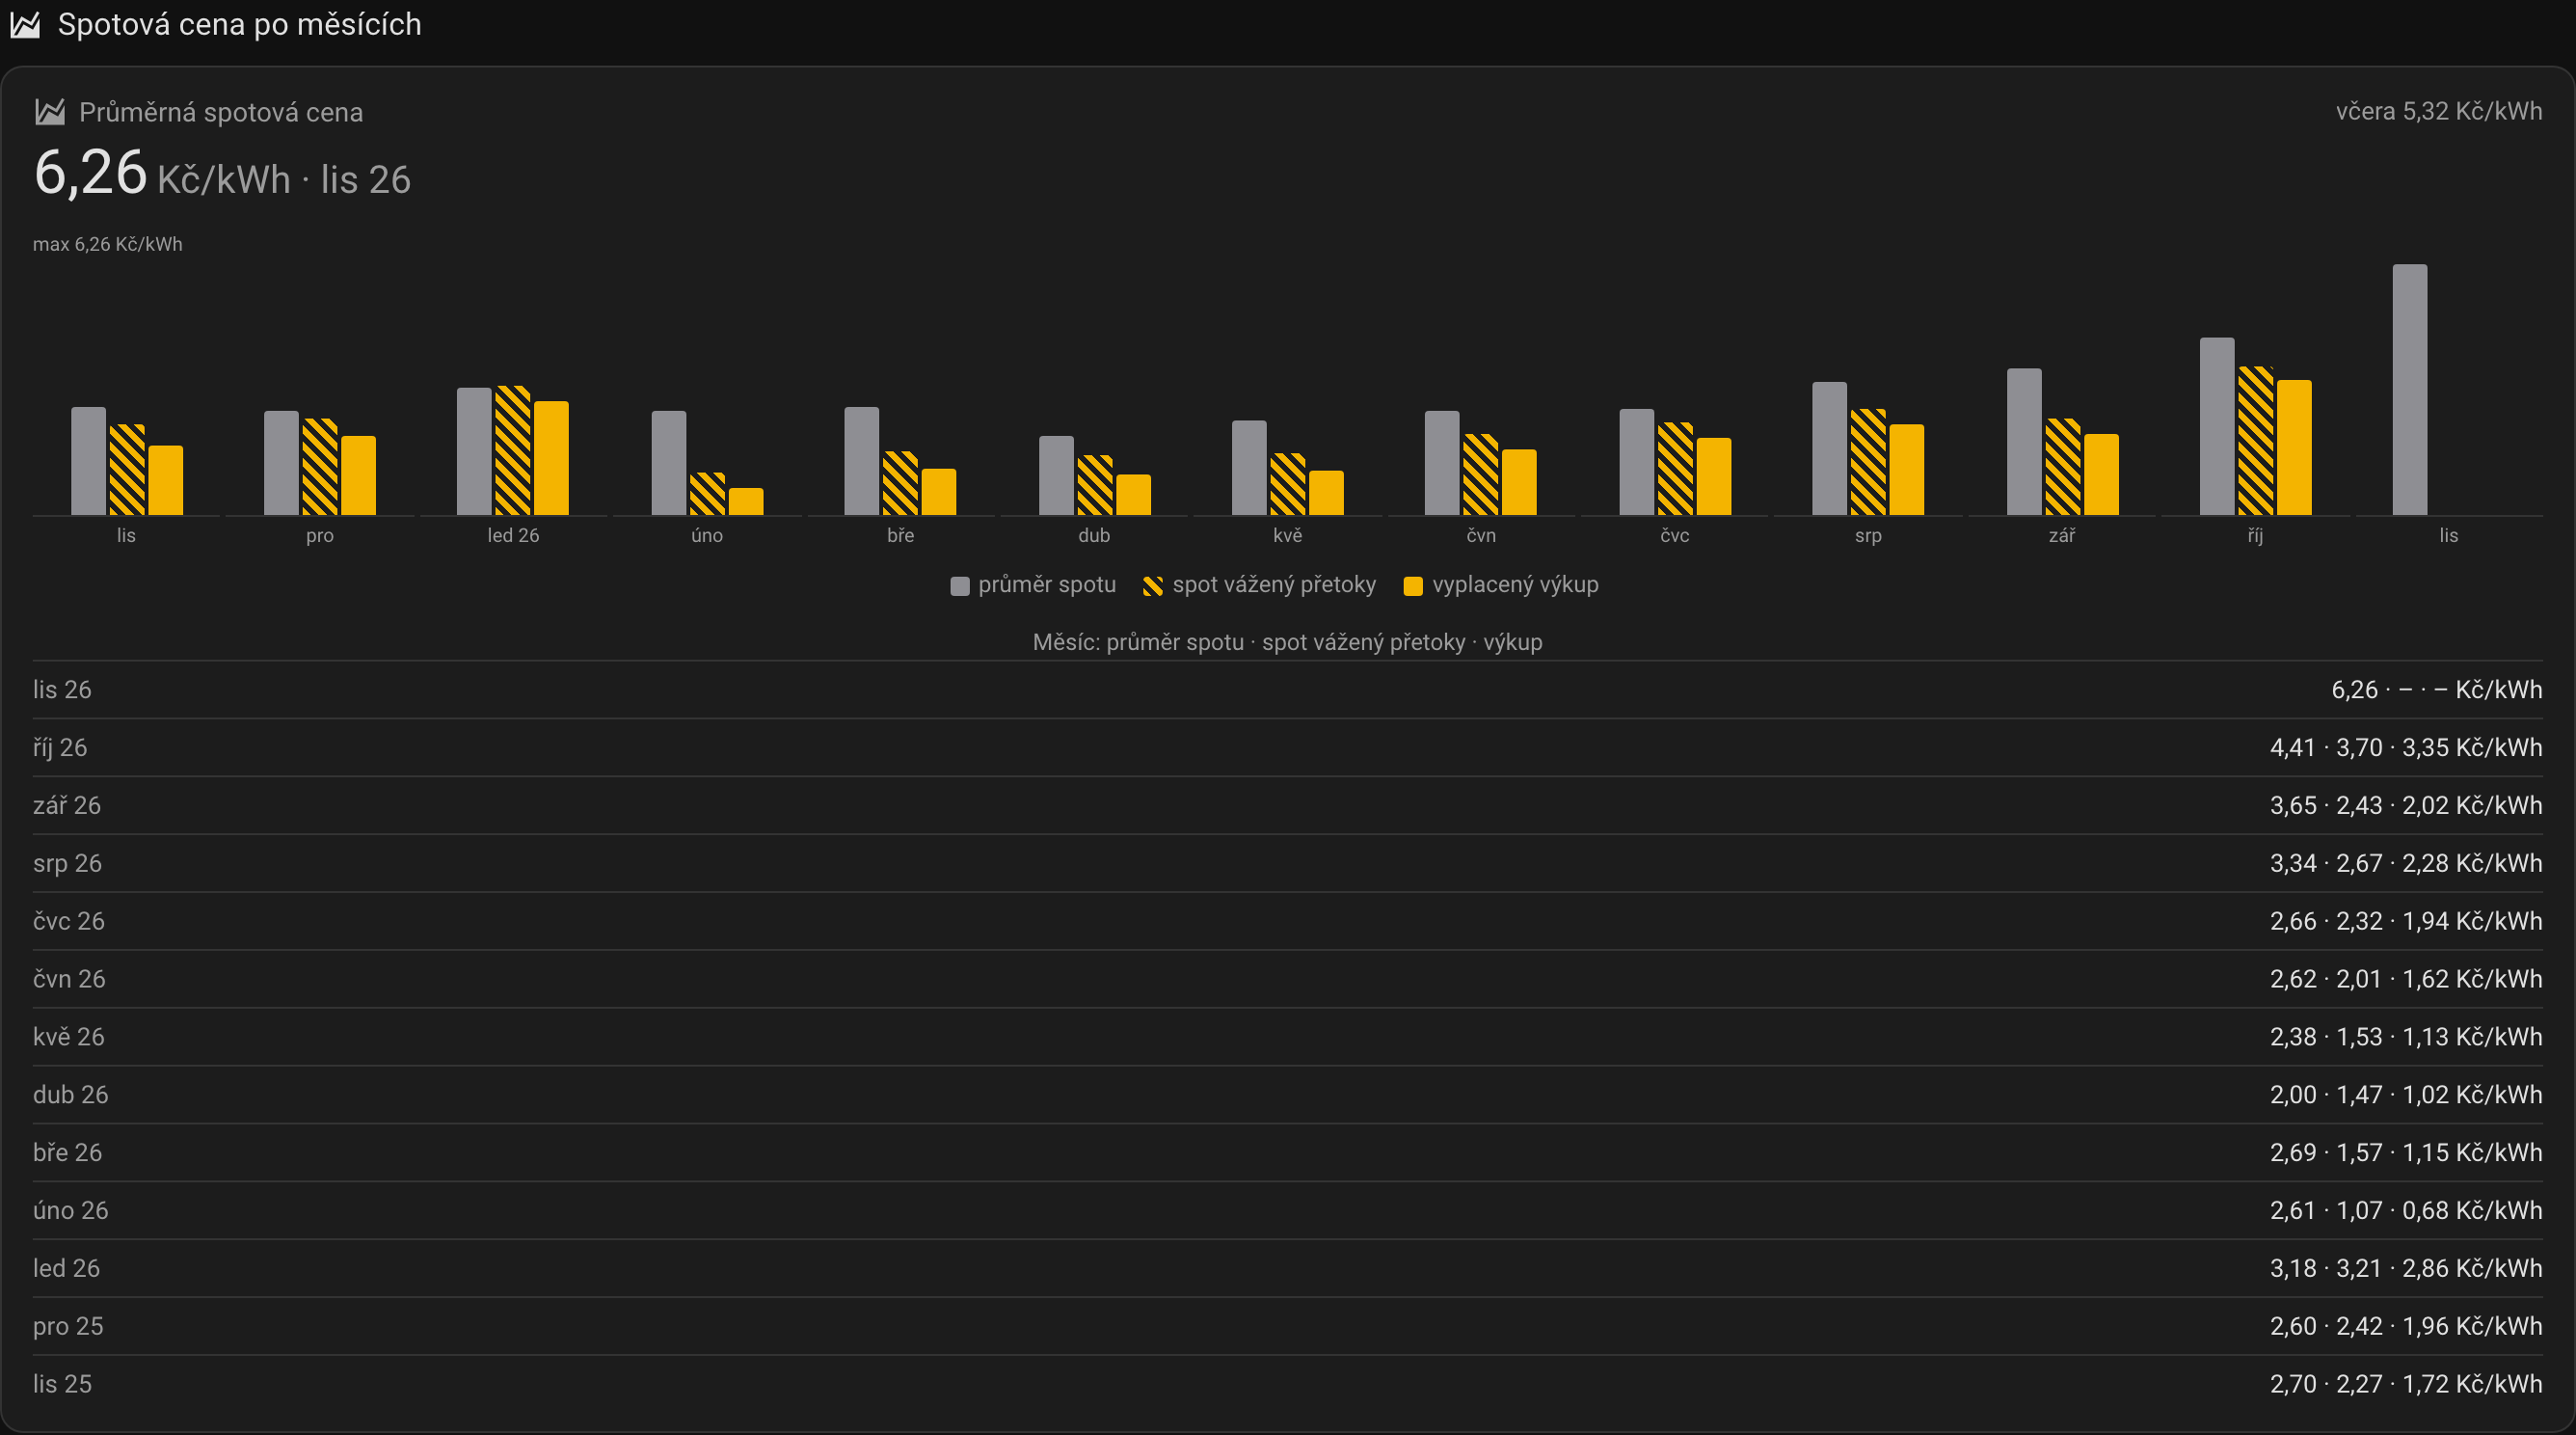 Spotová cena po měsících
Průměrná spotová cena
včera 5,32 Kč/kWh
6,26 Kč/kWh · lis 26
max 6,26 Kč/kWh
lis pro led 26 úno bře dub kvě čvn čvc srp zář říj lis
průměr spotu spot vážený přetoky vyplacený výkup
Měsíc: průměr spotu · spot vážený přetoky · výkup
lis 26 6,26 · – · – Kč/kWh
říj 26 4,41 · 3,70 · 3,35 Kč/kWh
zář 26 3,65 · 2,43 · 2,02 Kč/kWh
srp 26 3,34 · 2,67 · 2,28 Kč/kWh
čvc 26 2,66 · 2,32 · 1,94 Kč/kWh
čvn 26 2,62 · 2,01 · 1,62 Kč/kWh
kvě 26 2,38 · 1,53 · 1,13 Kč/kWh
dub 26 2,00 · 1,47 · 1,02 Kč/kWh
bře 26 2,69 · 1,57 · 1,15 Kč/kWh
úno 26 2,61 · 1,07 · 0,68 Kč/kWh
led 26 3,18 · 3,21 · 2,86 Kč/kWh
pro 25 2,60 · 2,42 · 1,96 Kč/kWh
lis 25 2,70 · 2,27 · 1,72 Kč/kWh